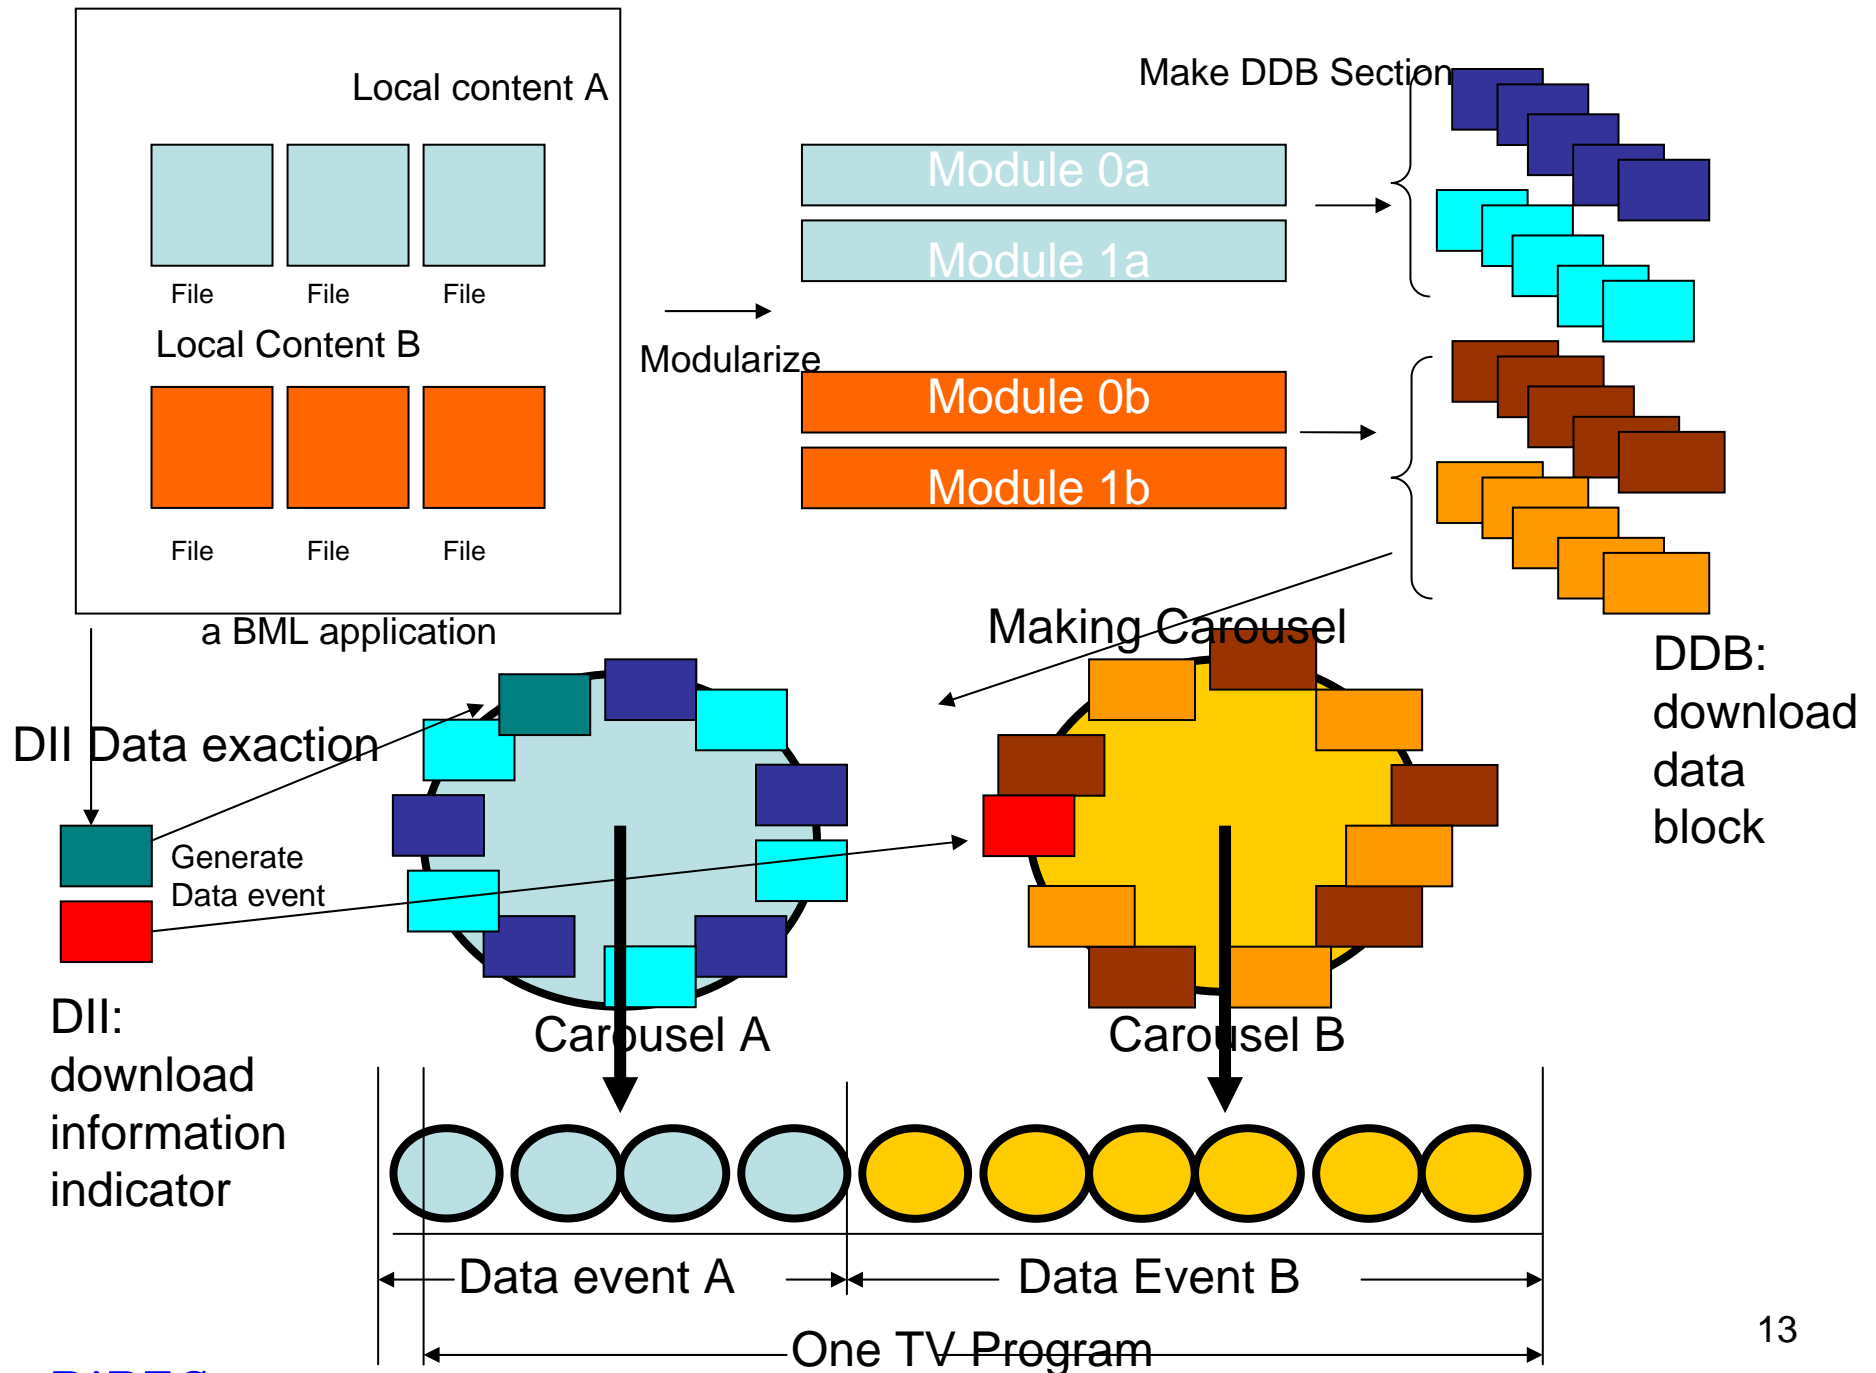 Local content A
Make DDB Section
Module 0a
Module 1a
File File File
Local Content B
Modularize
Module 0b
Module 1b
File File File
a BML application
Making Carousel
DDB:
download
data
block
DII Data exaction
Generate
Data event
DII:
download
information
indicator
Carousel A
Carousel B
Data event A
Data Event B
One TV Program
13